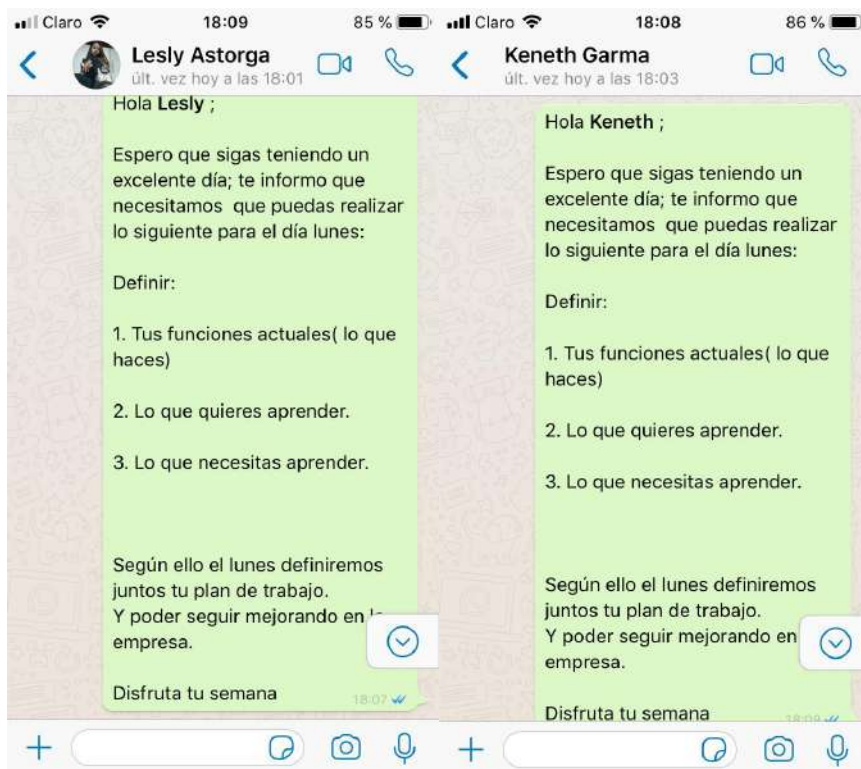 Claro 18:09 85 %
Lesly Astorga
últ. vez hoy a las 18:01
Hola Lesly ;
Espero que sigas teniendo un
excelente día; te informo que
necesitamos que puedas realizar
lo siguiente para el día lunes:
Definir:
1. Tus funciones actuales( lo que
haces)
2. Lo que quieres aprender.
3. Lo que necesitas aprender.
Según ello el lunes definiremos
juntos tu plan de trabajo.
Y poder seguir mejorando en
empresa.
Disfruta tu semana
18:07
Claro 18:08 86 %
Keneth Garma
últ. vez hoy a las 18:03
Hola Keneth ;
Espero que sigas teniendo un
excelente día; te informo que
necesitamos que puedas realizar
lo siguiente para el día lunes:
Definir:
1. Tus funciones actuales( lo que
haces)
2. Lo que quieres aprender.
3. Lo que necesitas aprender.
Según ello el lunes definiremos
juntos tu plan de trabajo.
Y poder seguir mejorando en
empresa.
Disfruta tu semana